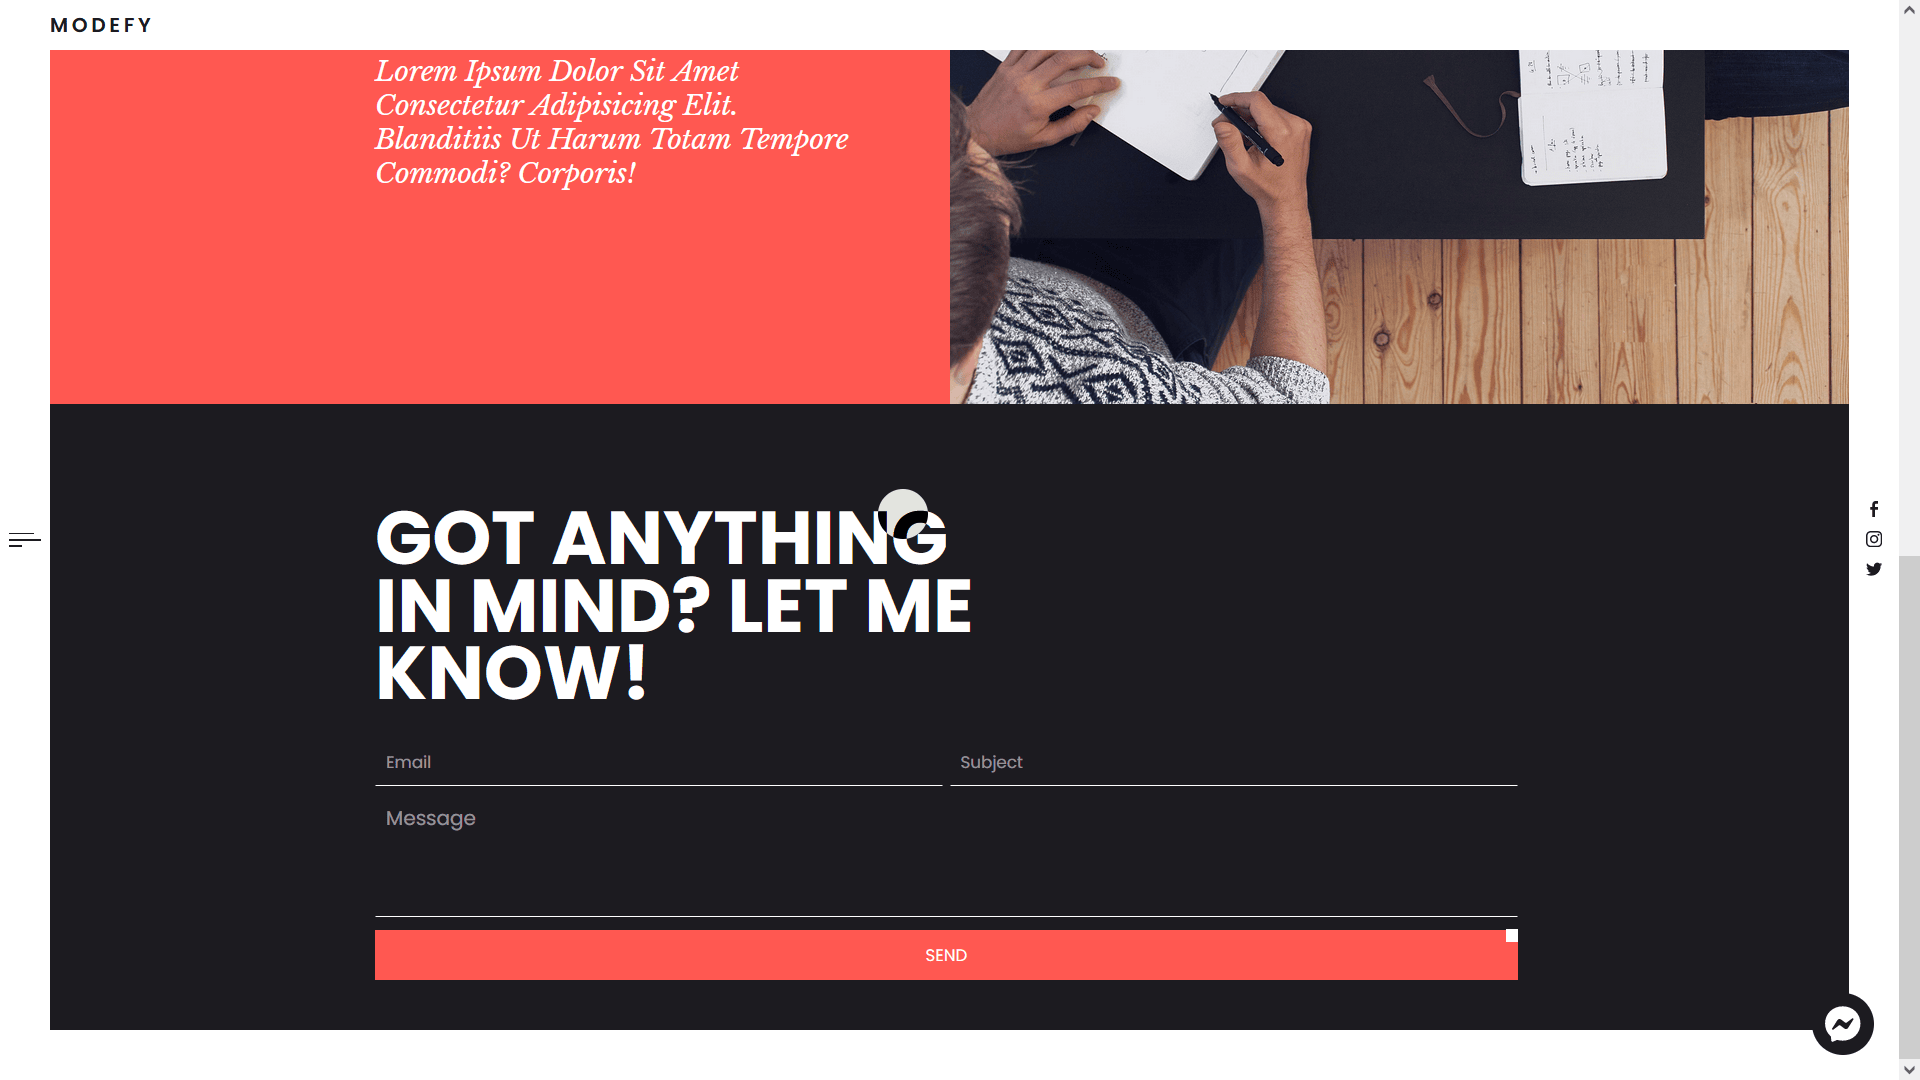 MODEFY
Lorem Ipsum Dolor Sit Amet
Consectetur Adipisicing Elit.
Blanditiis Ut Harum Totam Tempore
Commodi? Corporis!
GOT ANYTHING
IN MIND? LET ME
KNOW!
Email
Subject
Message
SEND